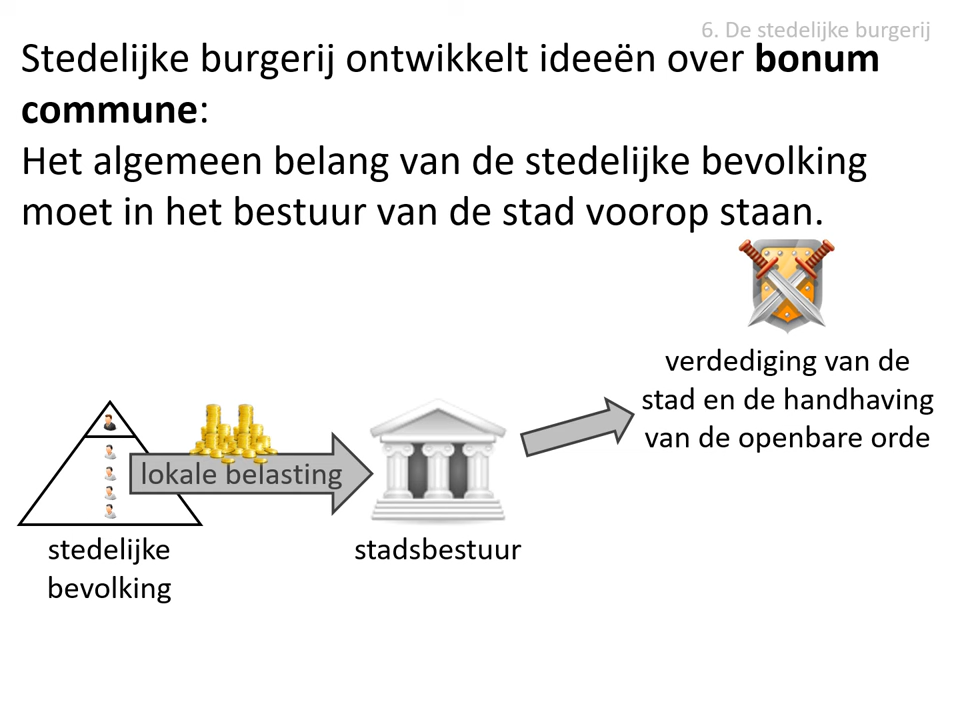 6. De stedelijke burgerij
Stedelijke burgerij ontwikkelt ideeën over bonum
commune:
Het algemeen belang van de stedelijke bevolking
moet in het bestuur van de stad voorop staan.
verdediging van de
stad en de handhaving
van de openbare orde
lokale belasting
stedelijke
bevolking
stadsbestuur